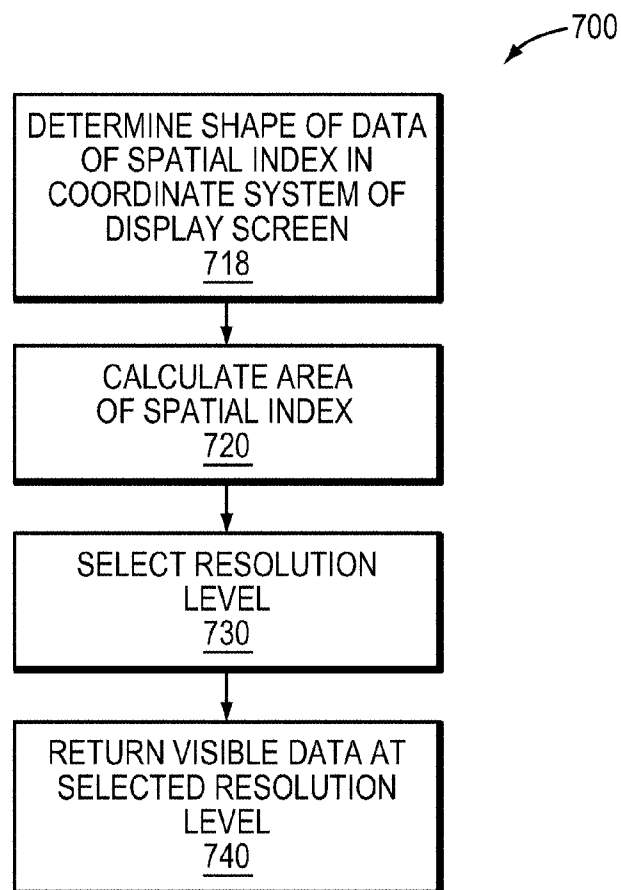 700
DETERMINE SHAPE OF DATA
OF SPATIAL INDEX IN
COORDINATE SYSTEM OF
DISPLAY SCREEN
718
CALCULATE AREA
OF SPATIAL INDEX
720
SELECT RESOLUTION
LEVEL
730
RETURN VISIBLE DATA AT
SELECTED RESOLUTION
LEVEL
740